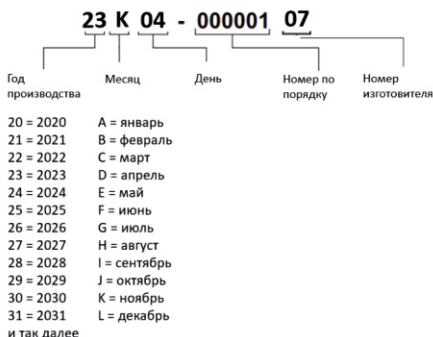 23 K 04 - 000001 07
Год производства
Месяц
День
Номер по порядку
Номер изготовителя
20 = 2020
21 = 2021
22 = 2022
23 = 2023
24 = 2024
25 = 2025
26 = 2026
27 = 2027
28 = 2028
29 = 2029
30 = 2030
31 = 2031
и так далее
A = январь
B = февраль
C = март
D = апрель
E = май
F = июнь
G = июль
H = август
I = сентябрь
J = октябрь
K = ноябрь
L = декабрь